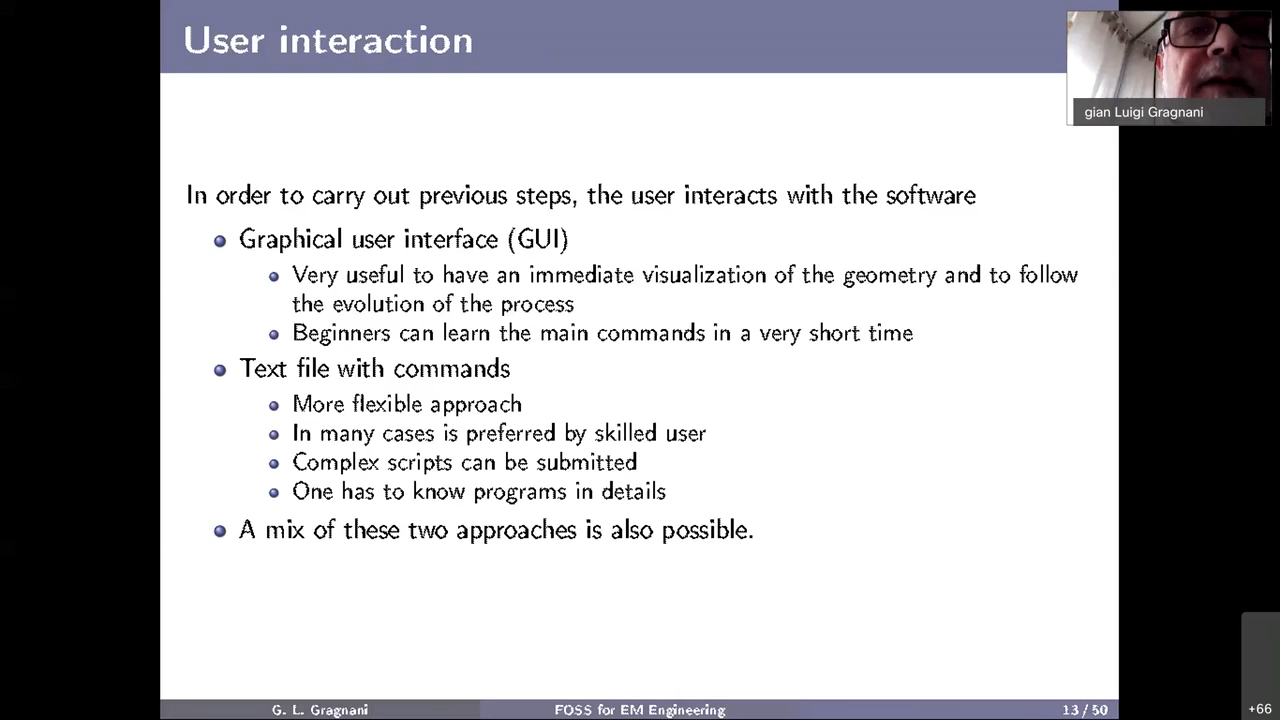 User interaction
gian Luigi Gragnani
In order to carry out previous steps, the user interacts with the software
Graphical user interface (GUI)
Very useful to have an immediate visualization of the geometry and to follow
the evolution of the process
Beginners can learn the main commands in a very short time
Text file with commands
More flexible approach
In many cases is preferred by skilled user
Complex scripts can be submitted
One has to know programs in details
A mix of these two approaches is also possible.
G. L. Gragnani
FOSS for EM Engineering
13 / 50
+66